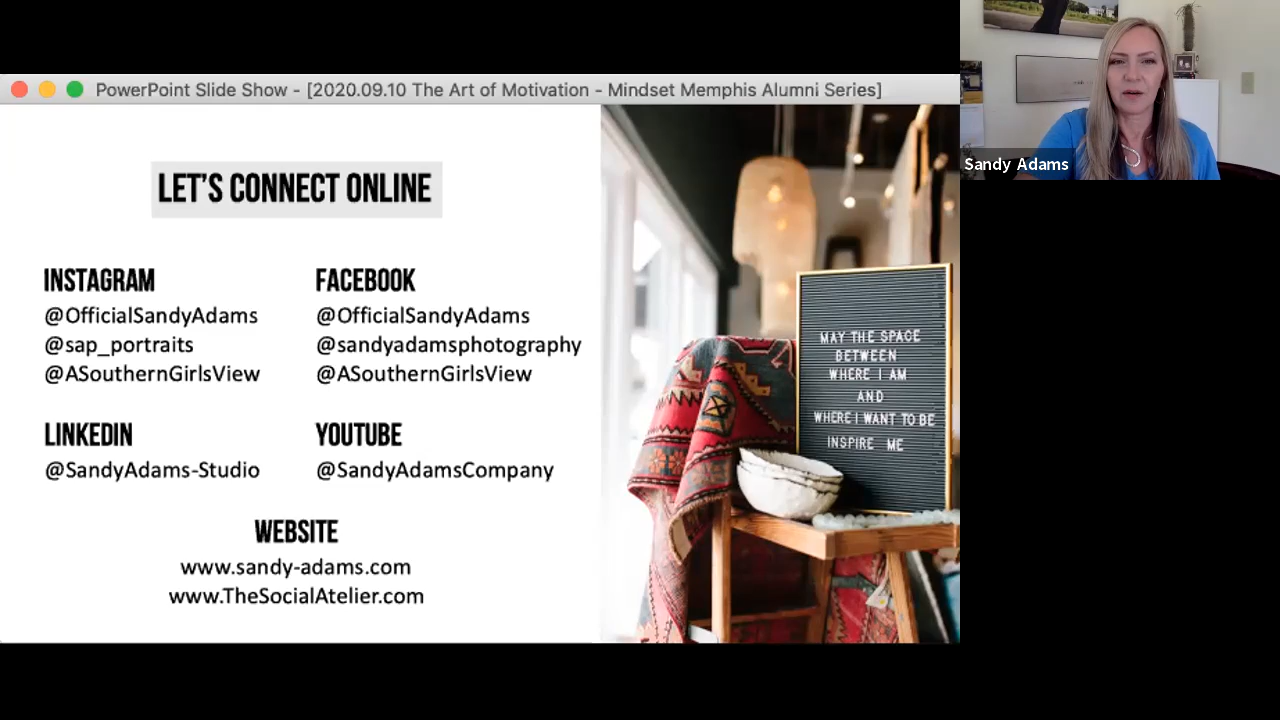 PowerPoint Slide Show - [2020.09.10 The Art of Motivation - Mindset Memphis Alumni Series]
LET'S CONNECT ONLINE
INSTAGRAM
@OfficialSandyAdams
@sap_portraits
@ASouthernGirlsView
FACEBOOK
@OfficialSandyAdams
@sandyadamsphotography
@ASouthernGirlsView
LINKEDIN
@SandyAdams-Studio
YOUTUBE
@SandyAdamsCompany
WEBSITE
www.sandy-adams.com
www.TheSocialAtelier.com
MAY THE SPACE
BETWEEN
WHERE I AM
AND
WHERE I WANT TO BE
INSPIRE ME
Sandy Adams